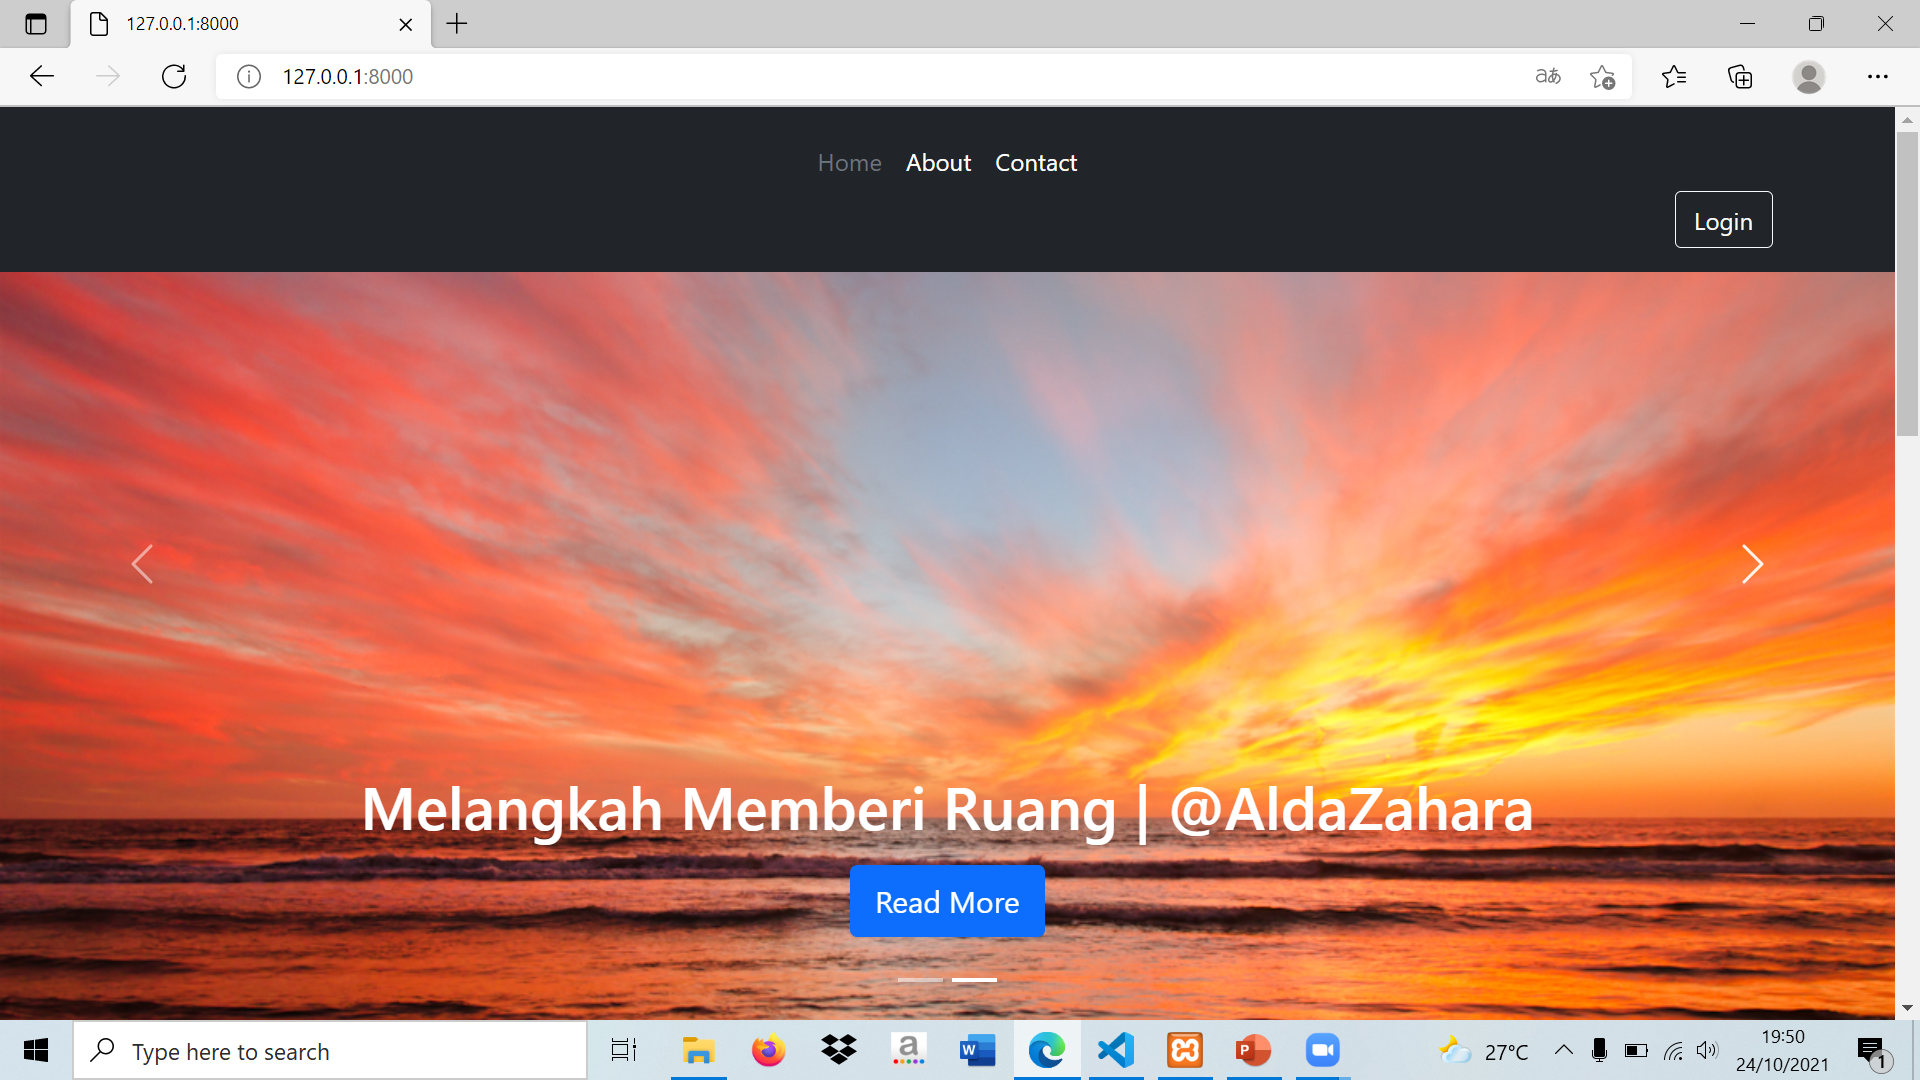 127.0.0.1:8000
127.0.0.1:8000
Home About Contact
Login
Melangkah Memberi Ruang | @AldaZahara
Read More
Type here to search
27°C
19:50
24/10/2021
1